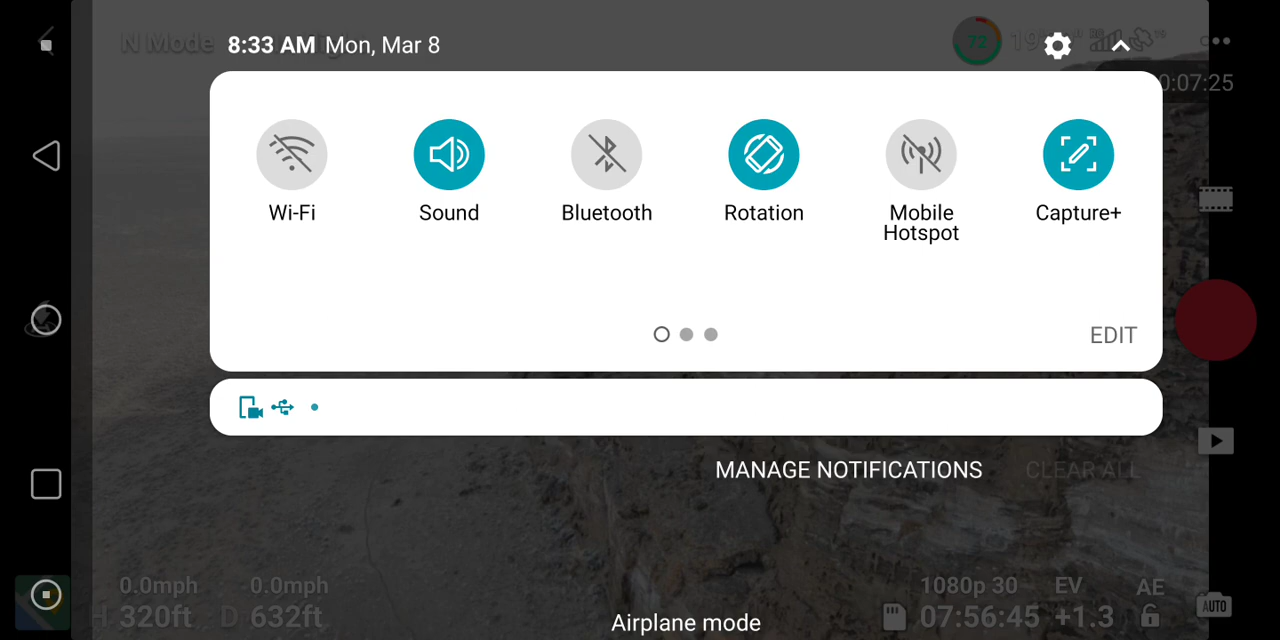 N Mode
8:33 AM Mon, Mar 8
72
0:07:25
Wi-Fi
Sound
Bluetooth
Rotation
Mobile
Hotspot
Capture+
EDIT
MANAGE NOTIFICATIONS
CLEAR ALL
0.0mph 0.0mph
H 320ft D 632ft
1080p 30 EV AE
07:56:45 +1.3
AUTO
Airplane mode